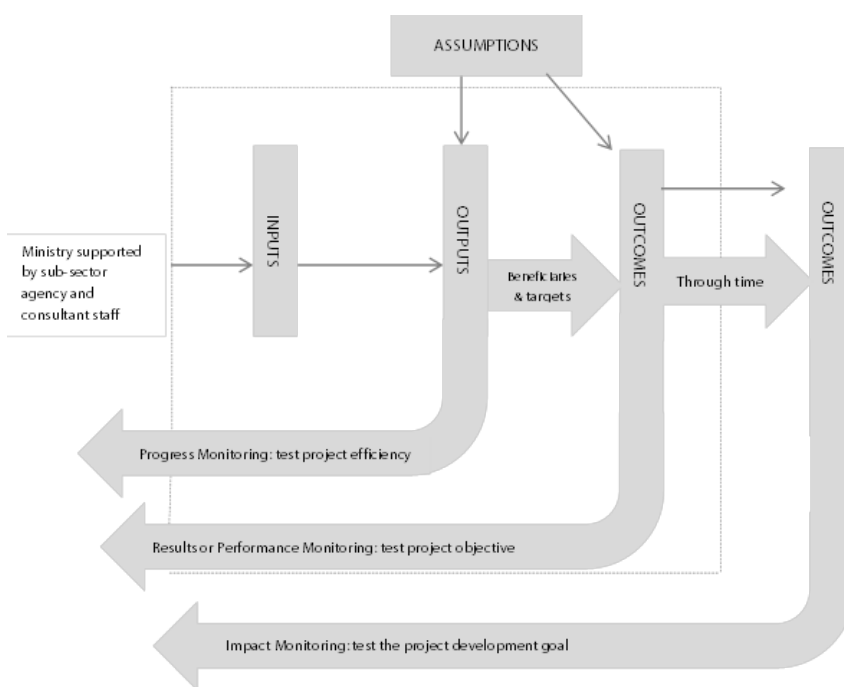 ASSUMPTIONS
Ministry supported
by sub-sector
agency and
consultant staff
INPUTS
OUTPUTS
Beneficiaries
& targets
OUTCOMES
Through time
OUTCOMES
Progress Monitoring: test project efficiency
Results or Performance Monitoring: test project objective
Impact Monitoring: test the project development goal